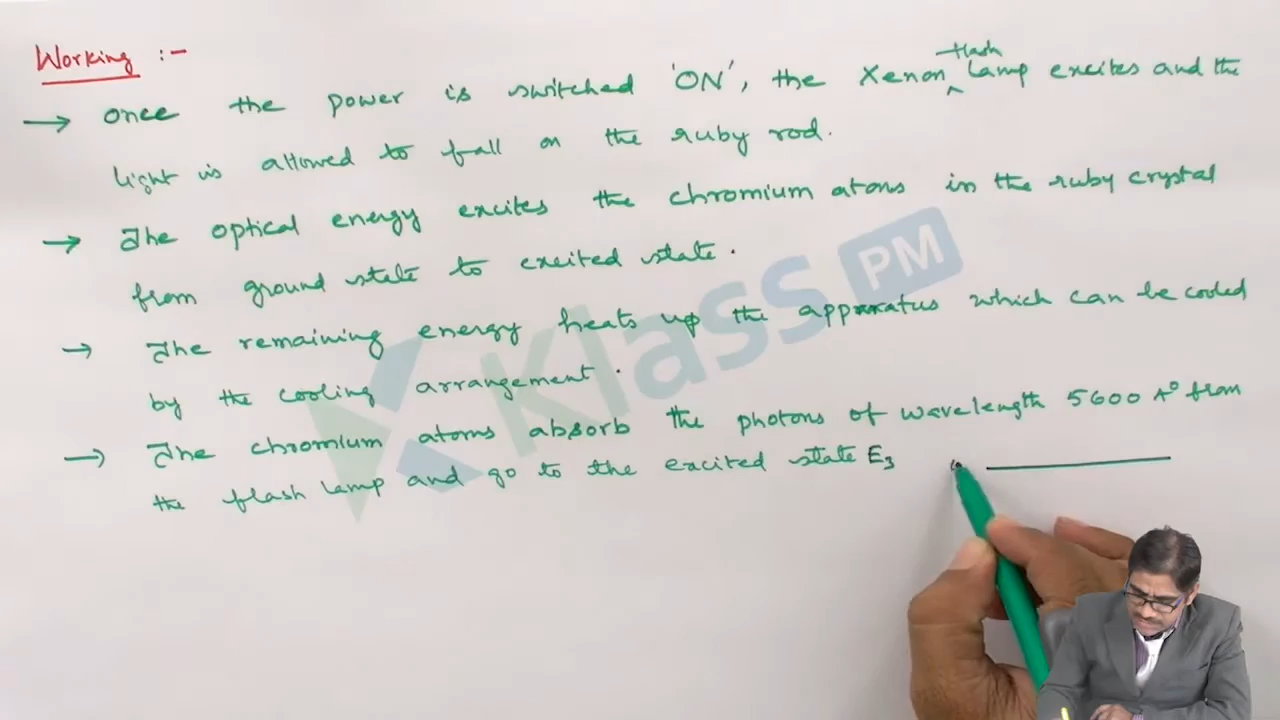 Working :-
→ Once the power is switched 'ON', the Xenon flash lamp excites and the
light is allowed to fall on the ruby rod.
→ The optical energy excites the chromium atoms in the ruby crystal
from ground state to excited state.
→ The remaining energy heats up the apparatus which can be cooled
by the cooling arrangement.
→ The chromium atoms absorb the photons of wavelength 5600 A° from
the flash lamp and go to the excited state E3
Klass PM